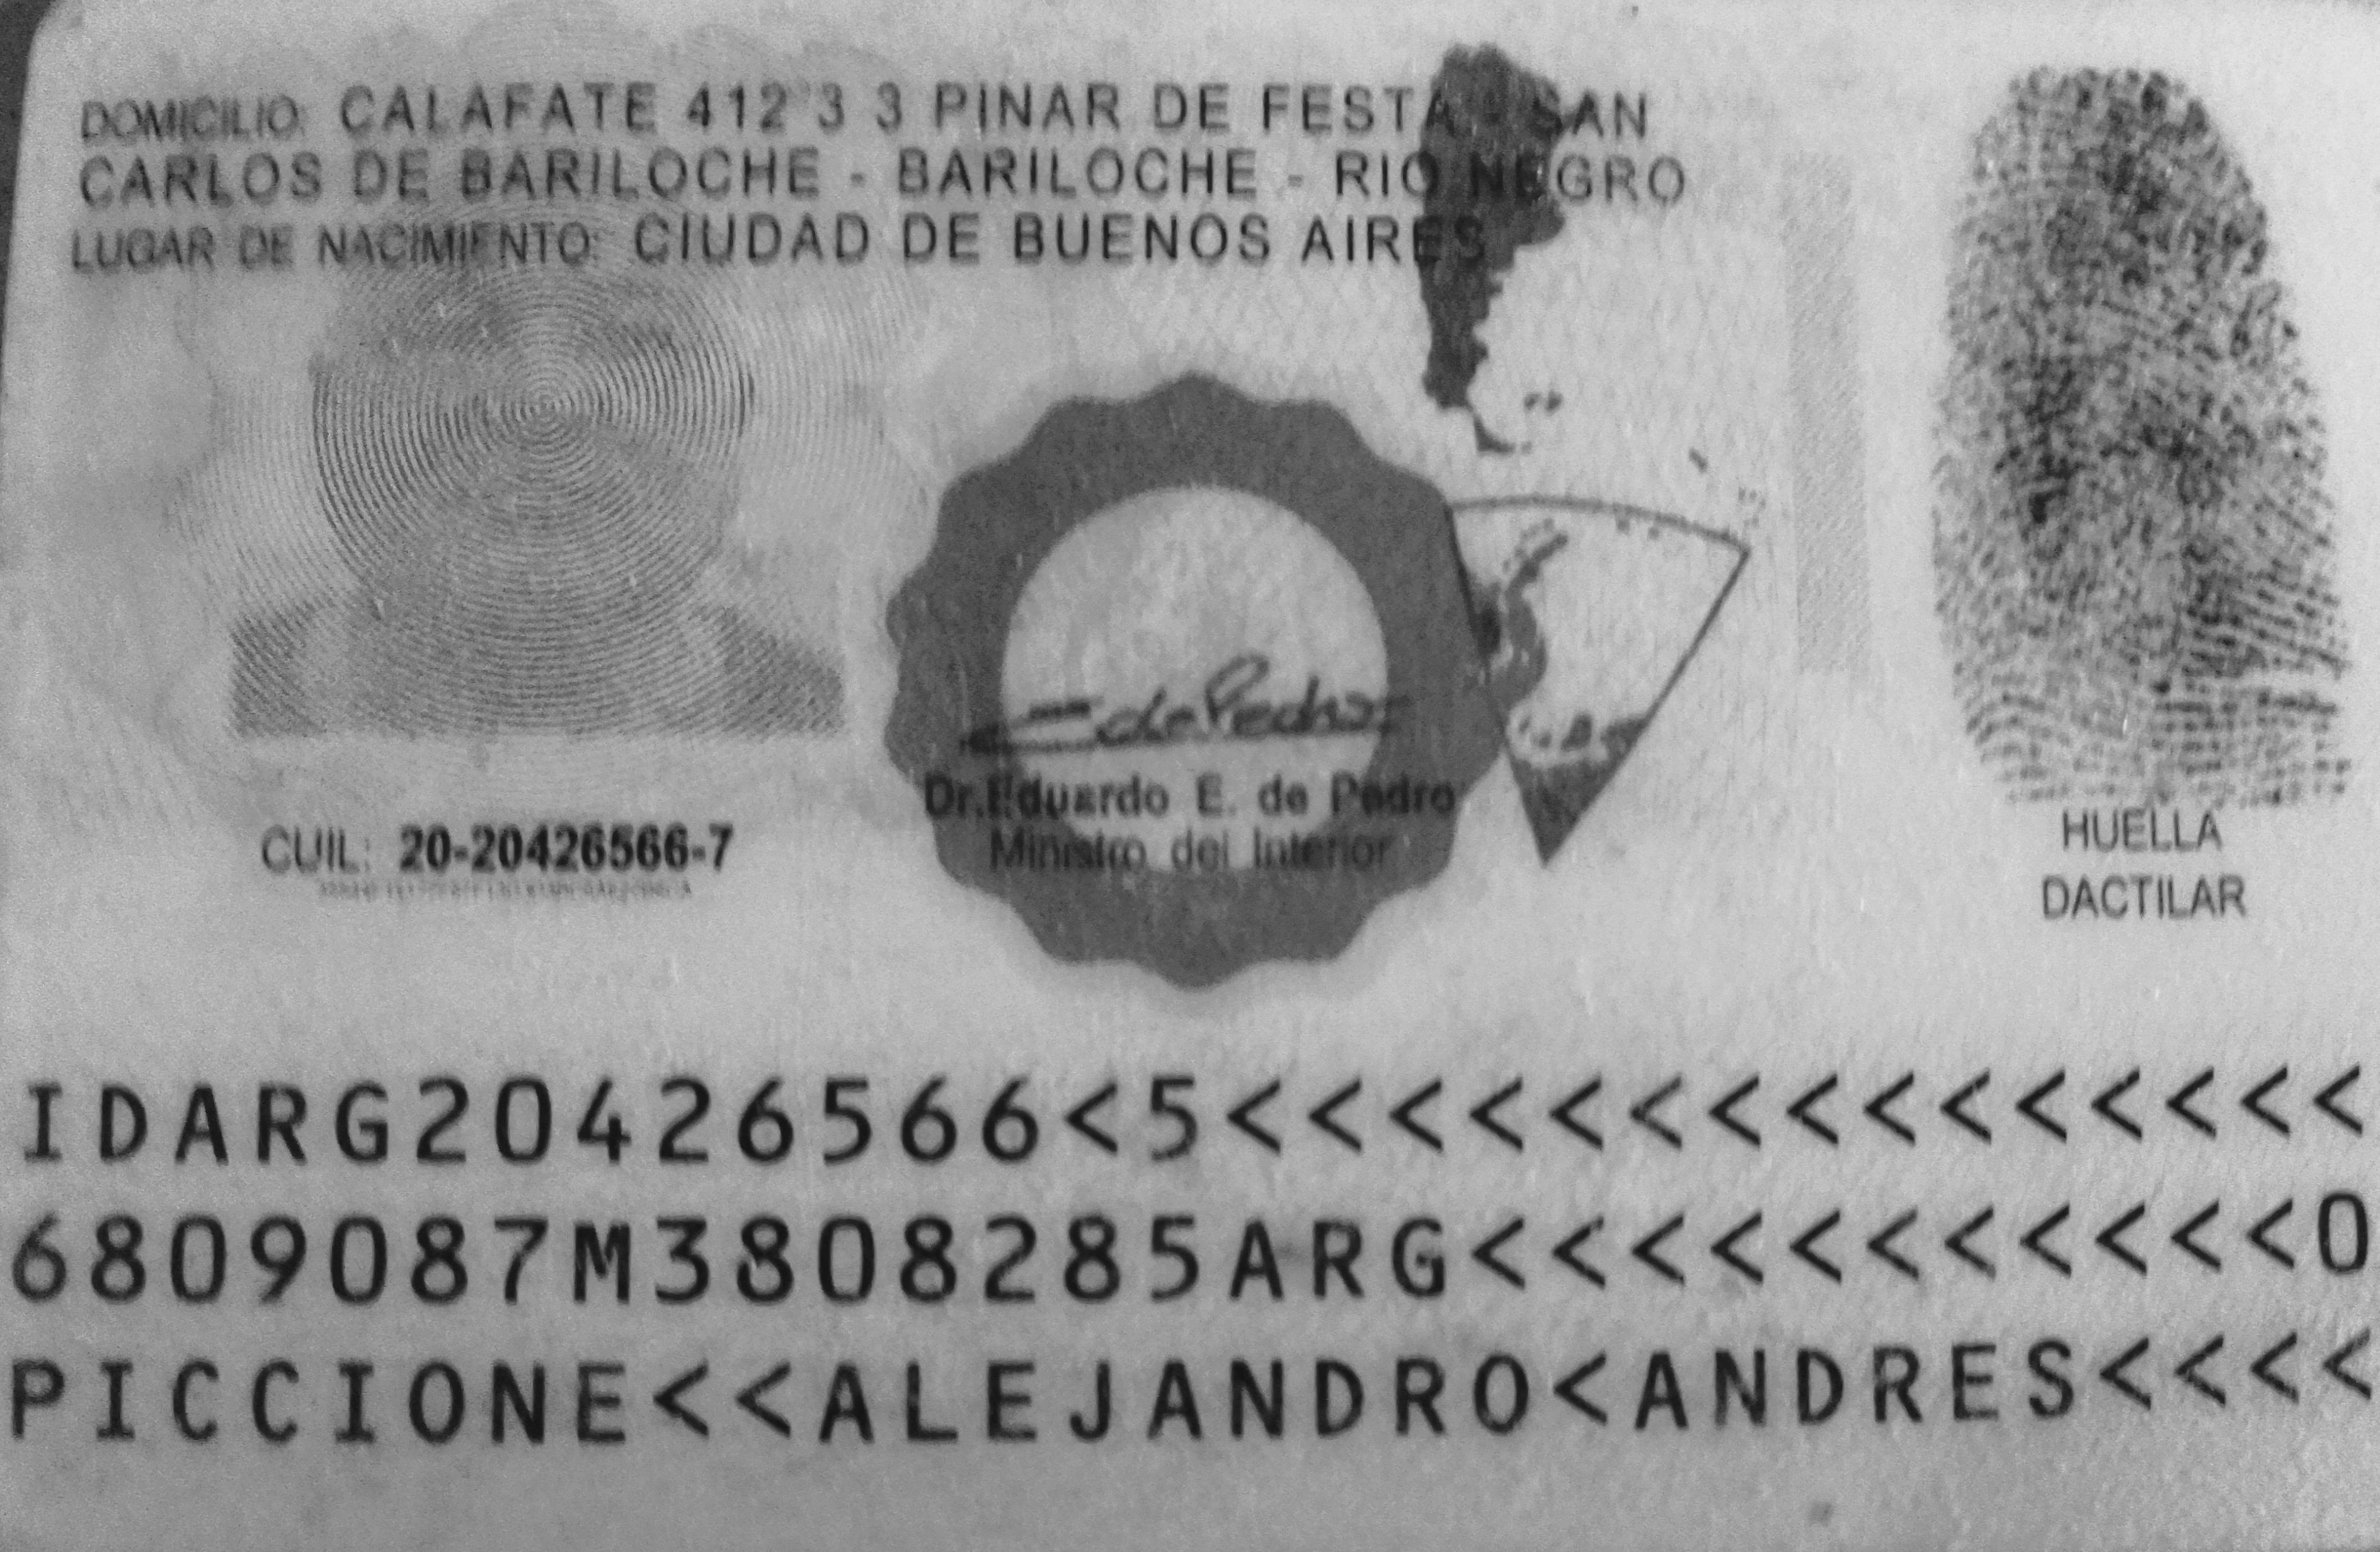 DOMICILIO: CALAFATE 412 3 3 PINAR DE FESTA - SAN
CARLOS DE BARILOCHE - BARILOCHE - RIO NEGRO
LUGAR DE NACIMIENTO: CIUDAD DE BUENOS AIRES
EdePedro
Dr.Eduardo E. de Pedro
Ministro del Interior
CUIL: 20-20426566-7
HUELLA
DACTILAR
IDARG20426566<5<<<<<<<<<<<<<<<
6809087M3808285ARG<<<<<<<<<<<0
PICCIONE<<ALEJANDRO<ANDRES<<<<